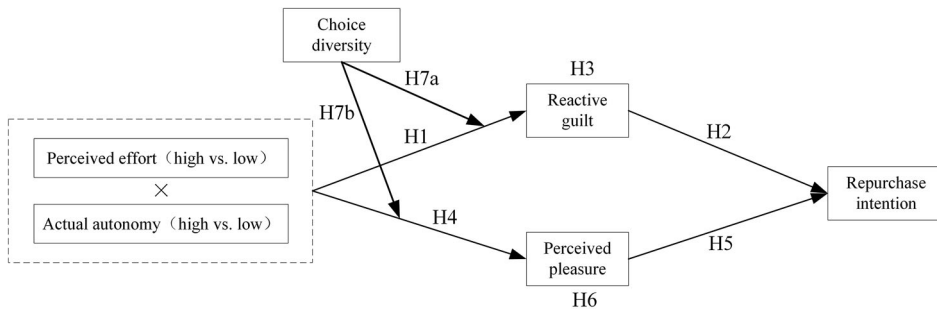 Choice
diversity
H7a
H3
H7b
Reactive
guilt
H1
H2
Perceived effort（high vs. low）
×
Actual autonomy（high vs. low）
Repurchase
intention
H4
Perceived
pleasure
H5
H6